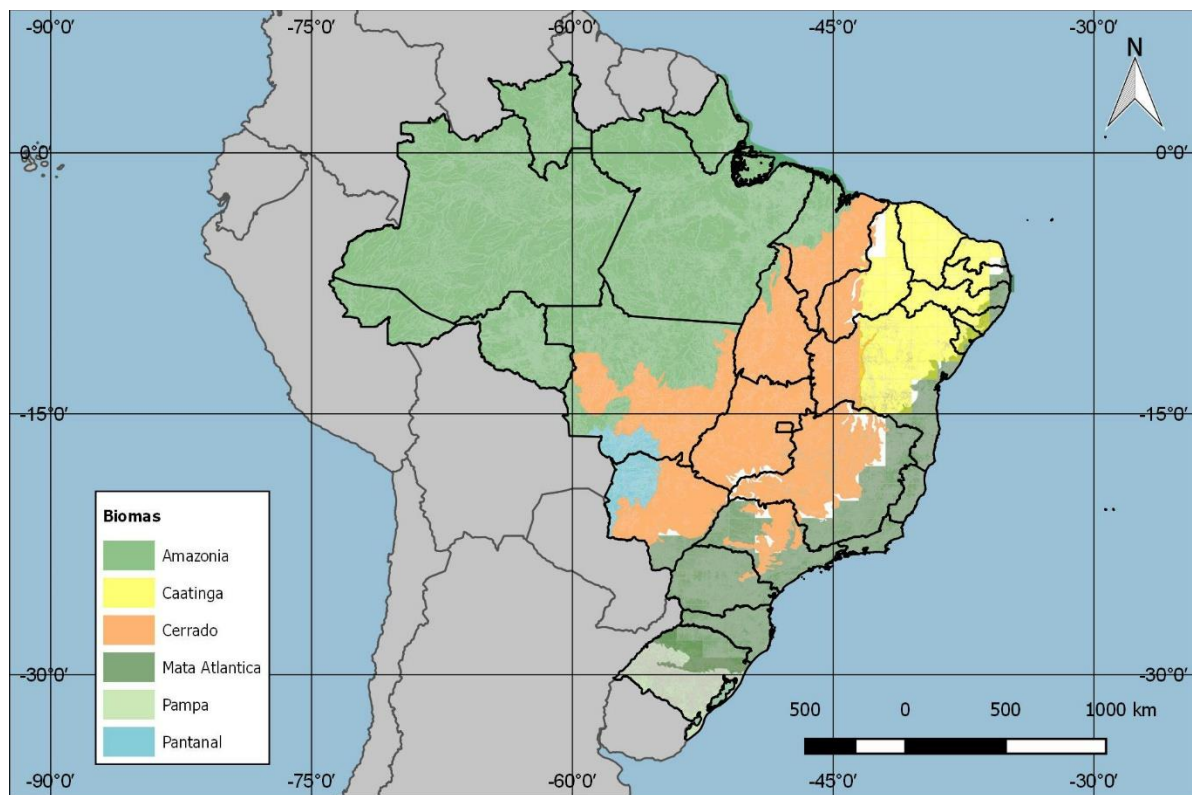 -90°0′ -75°0′ -60°0′ -45°0′ -30°0′
N
0°0′ 0°0′
-15°0′ -15°0′
Biomas
Amazonia
Caatinga
Cerrado
Mata Atlantica
Pampa
Pantanal
-30°0′ -30°0′
500 0 500 1000 km
-90°0′ -75°0′ -60°0′ -45°0′ -30°0′